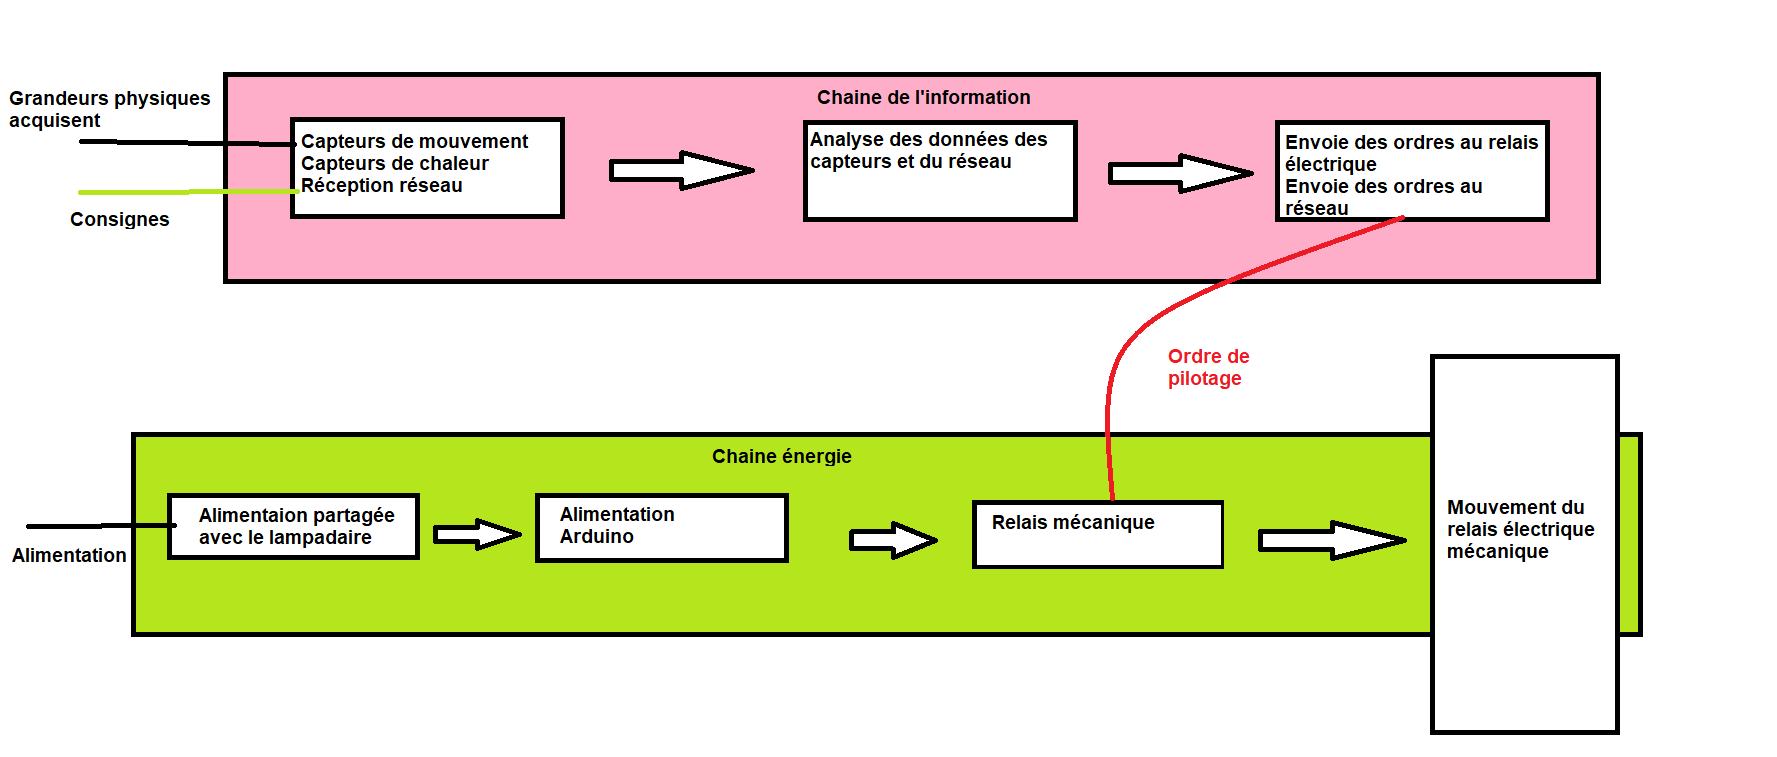 Chaine de l'information
Grandeurs physiques
acquisent
Consignes
Capteurs de mouvement
Capteurs de chaleur
Réception réseau
Analyse des données des
capteurs et du réseau
Envoie des ordres au relais
électrique
Envoie des ordres au
réseau
Ordre de
pilotage
Chaine énergie
Alimentation
Alimentaion partagée
avec le lampadaire
Alimentation
Arduino
Relais mécanique
Mouvement du
relais électrique
mécanique